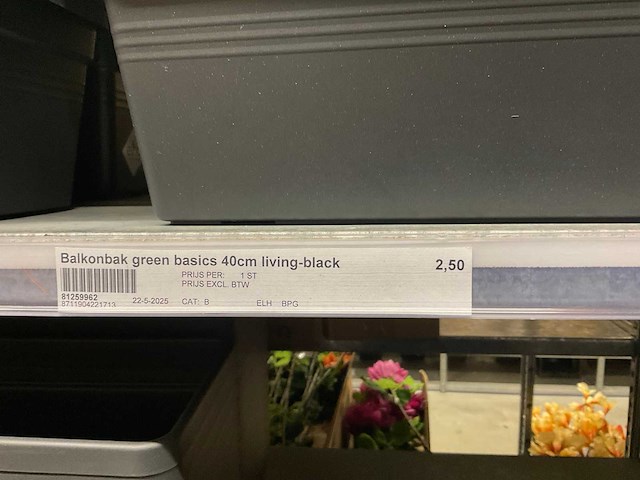 Balkonbak green basics 40cm living-black 2,50
PRIJS PER: 1 ST
PRIJS EXCL. BTW
81259962
8711904221713 22-5-2025 CAT: B ELH BPG